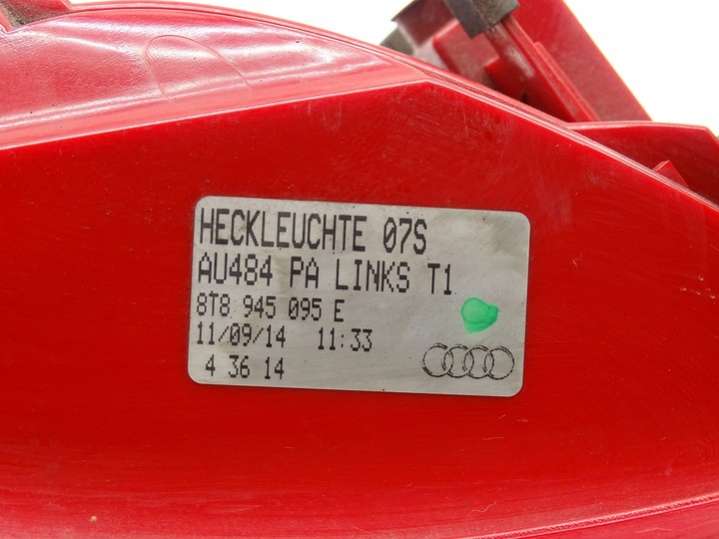 HECKLEUCHTE 07S
AU484 PA LINKS T1
8T8 945 095 E
11/09/14 11:33
4 36 14